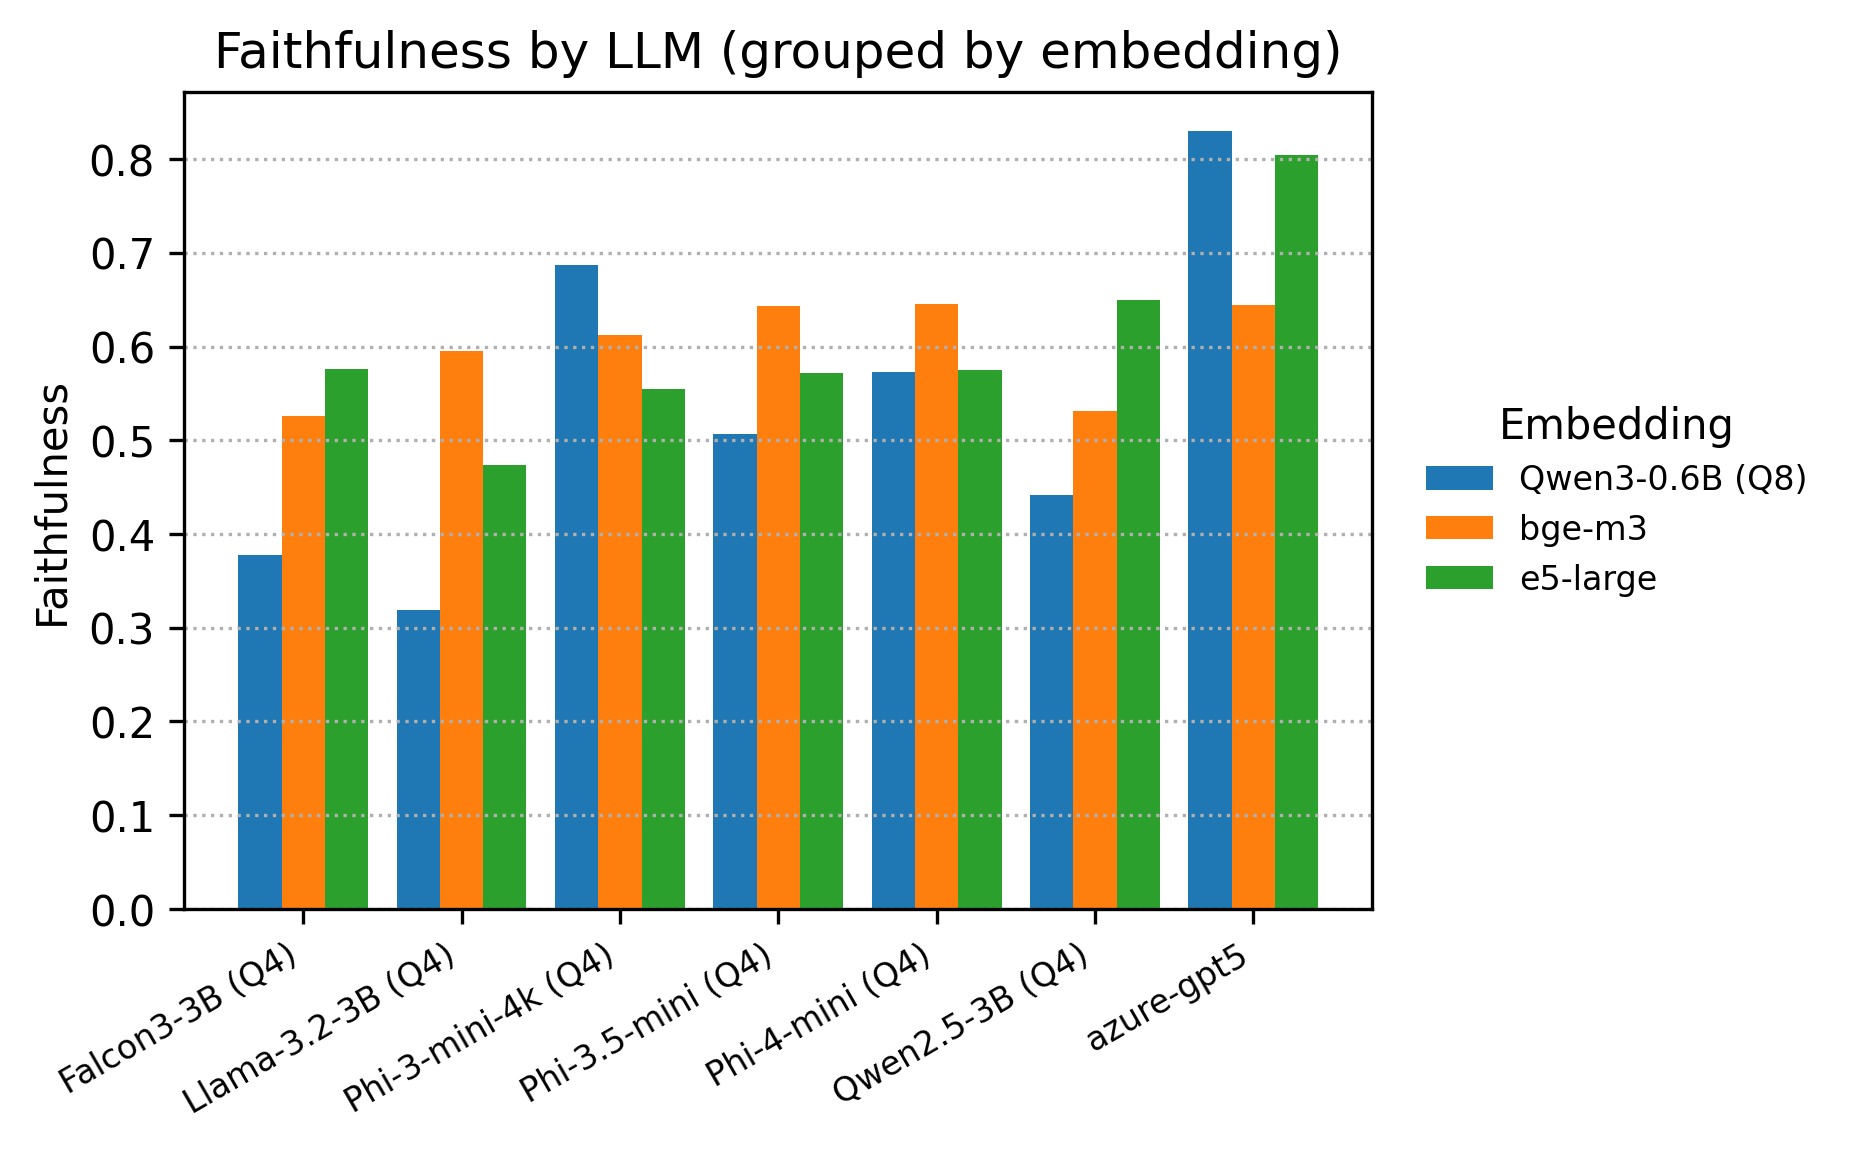 Faithfulness by LLM (grouped by embedding)
Faithfulness
0.8
0.7
0.6
0.5
0.4
0.3
0.2
0.1
0.0
Falcon3-3B (Q4)
Llama-3.2-3B (Q4)
Phi-3-mini-4k (Q4)
Phi-3.5-mini (Q4)
Phi-4-mini (Q4)
Qwen2.5-3B (Q4)
azure-gpt5
Embedding
Qwen3-0.6B (Q8)
bge-m3
e5-large